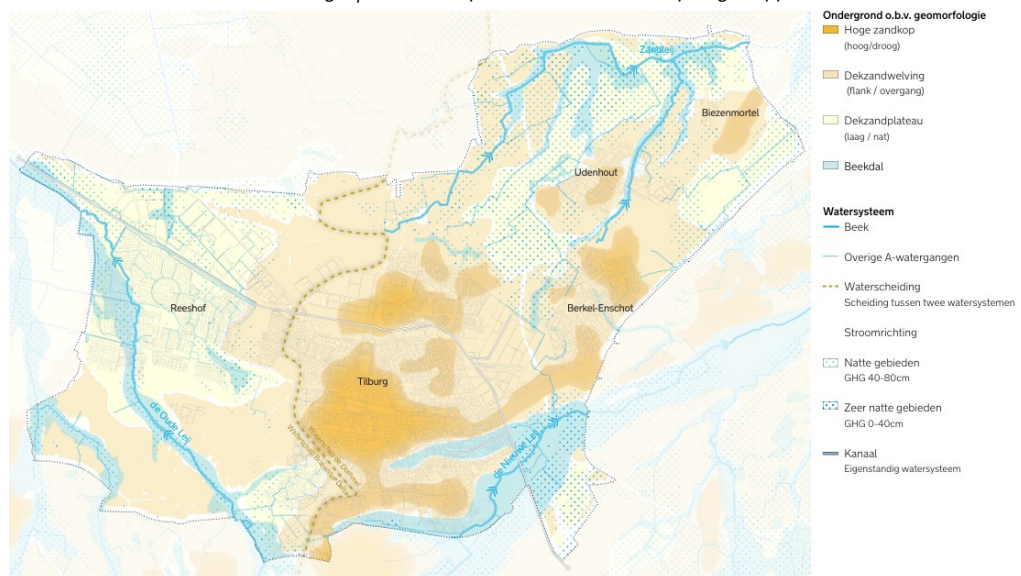 Ondergrond o.b.v. geomorfologie
Hoge zandkop
(hoog/droog)
Dekzandwelving
(flank / overgang)
Dekzandplateau
(laag / nat)
Beekdal
Watersysteem
Beek
Overige A-watergangen
Waterscheiding
Scheiding tussen twee watersystemen
Stroomrichting
Natte gebieden
GHG 40-80cm
Zeer natte gebieden
GHG 0-40cm
Kanaal
Eigenstandig watersysteem
Zandleij
Biezenmortel
Udenhout
Reeshof
Berkel-Enschot
Tilburg
de Oude Leij
de Nieuwe Leij